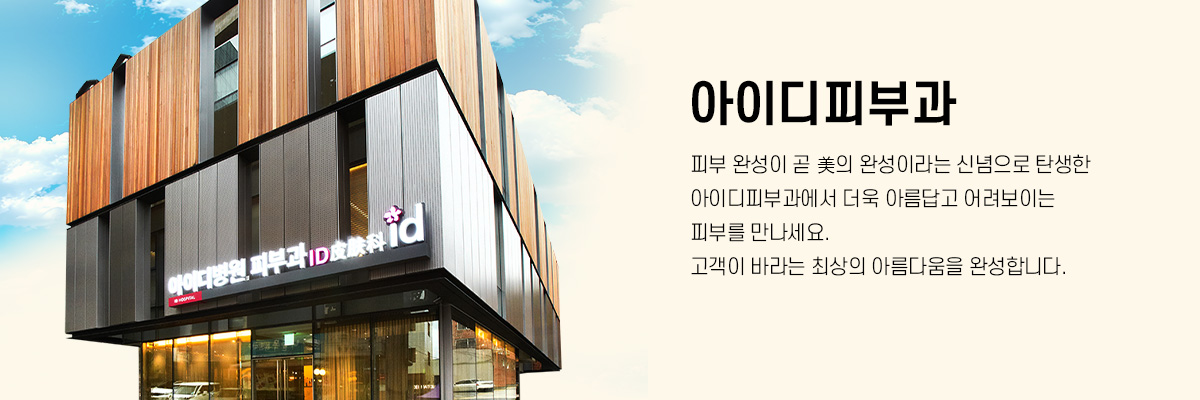 아이디병원 피부과 ID皮膚科 id
ID HOSPITAL
아이디피부과
피부 완성이 곧 美의 완성이라는 신념으로 탄생한
아이디피부과에서 더욱 아름답고 어려보이는
피부를 만나세요.
고객이 바라는 최상의 아름다움을 완성합니다.